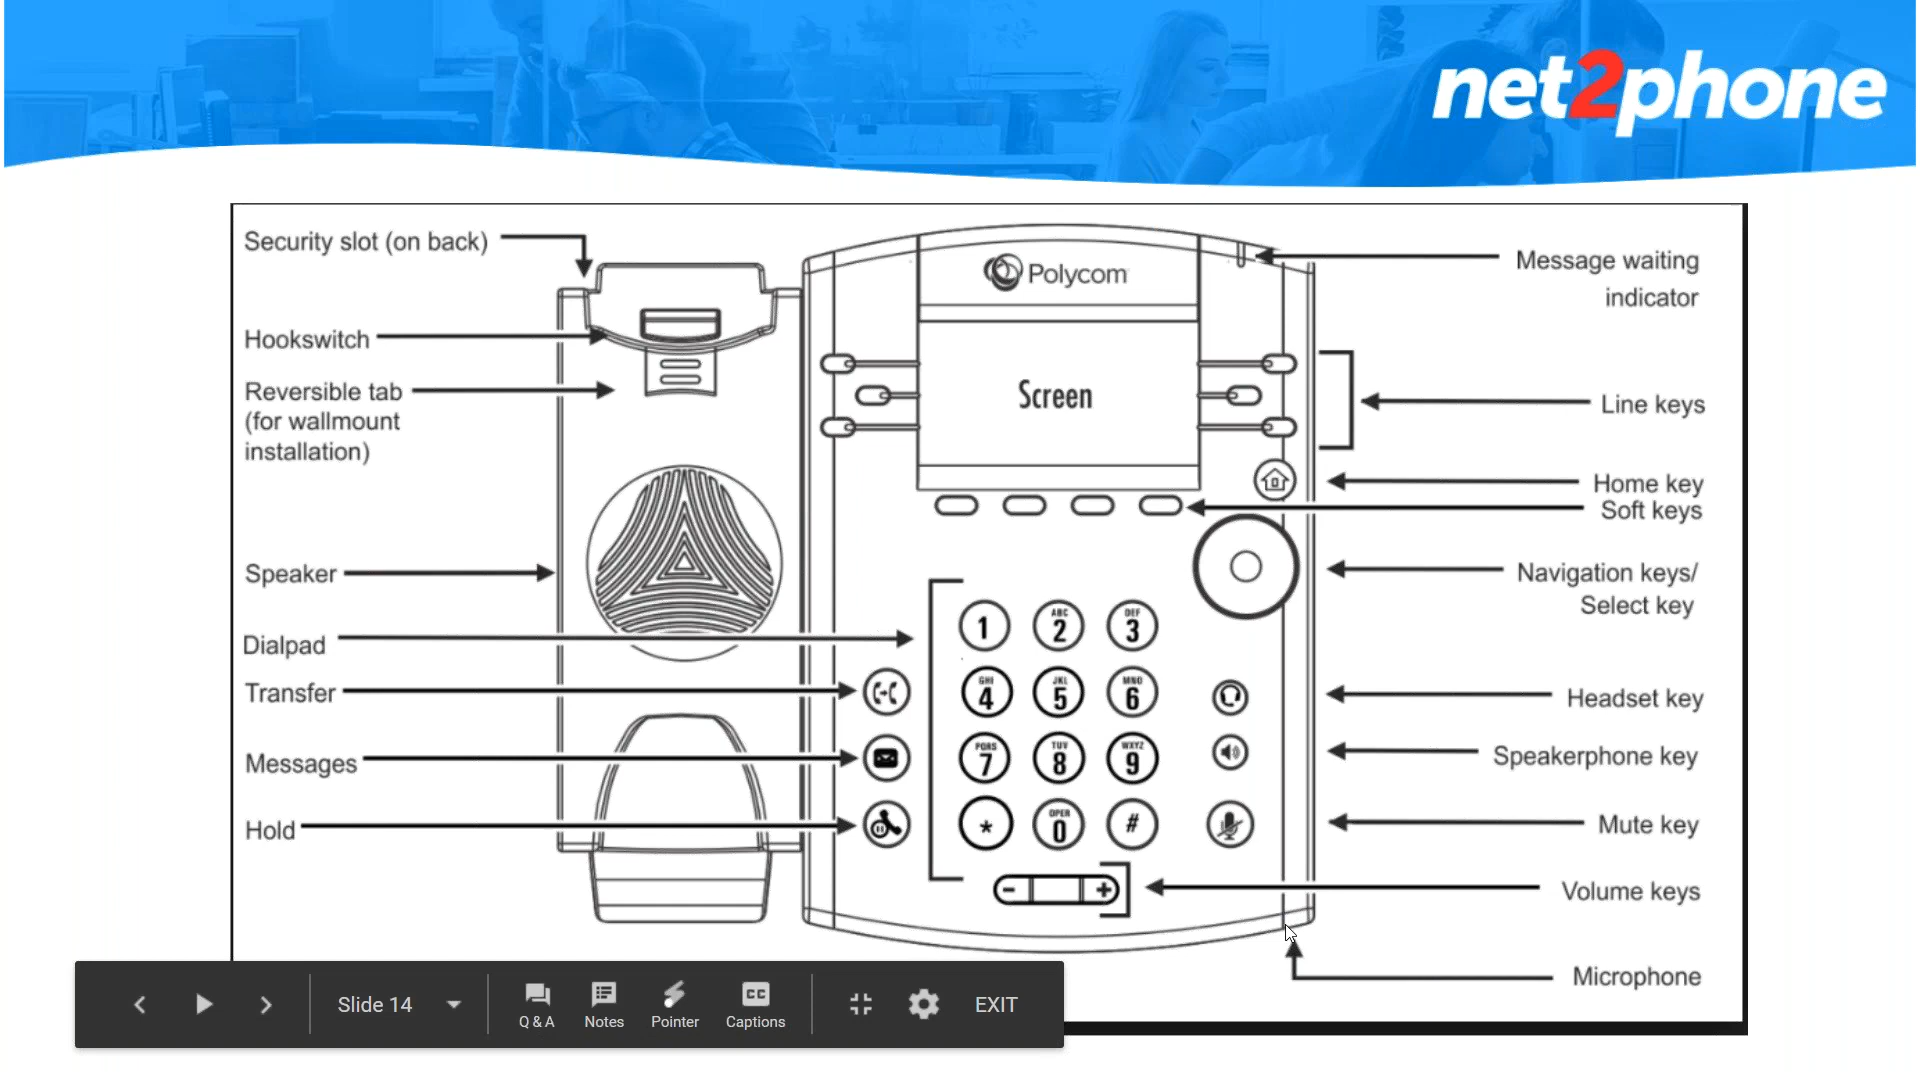 net2phone
Security slot (on back)
Hookswitch
Reversible tab
(for wallmount
installation)
Speaker
Dialpad
Transfer
Messages
Hold
Polycom
Screen
1
ABC
2
DEF
3
GHI
4
JKL
5
MNO
6
PQRS
7
TUV
8
WXYZ
9
*
OPER
0
#
-
+
Message waiting
indicator
Line keys
Home key
Soft keys
Navigation keys/
Select key
Headset key
Speakerphone key
Mute key
Volume keys
Microphone
Slide 14
Q & A
Notes
Pointer
CC
Captions
EXIT